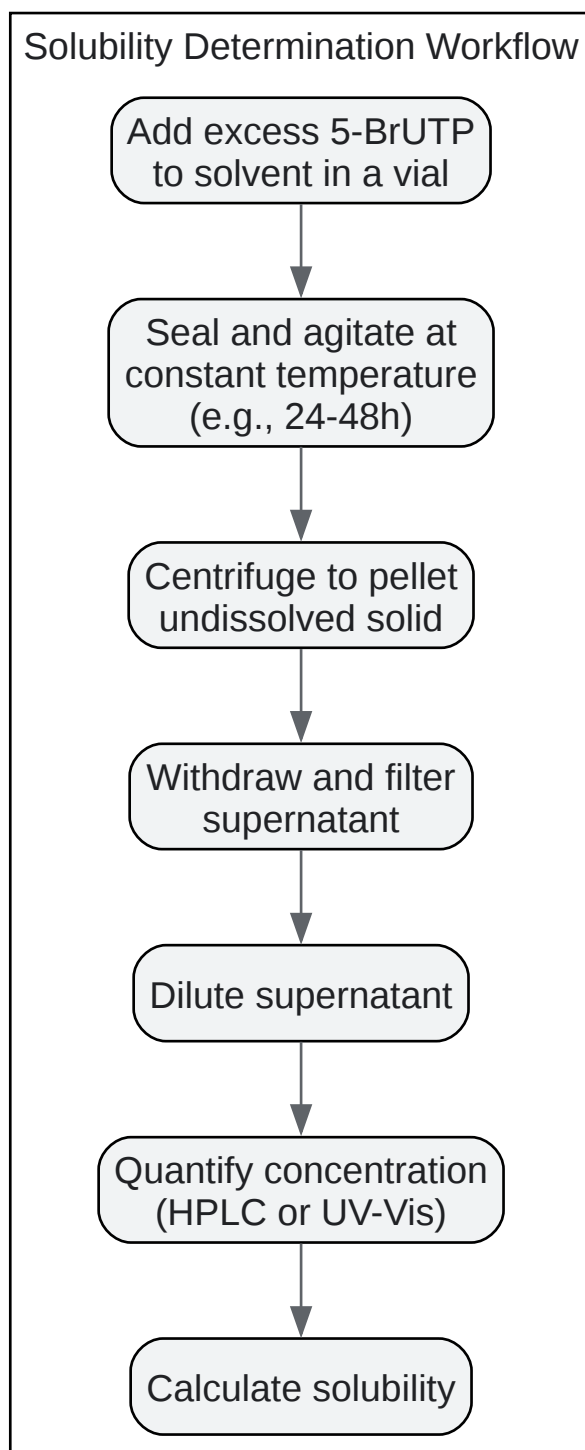 Solubility Determination Workflow
Add excess 5-BrUTP
to solvent in a vial
Seal and agitate at
constant temperature
(e.g., 24-48h)
Centrifuge to pellet
undissolved solid
Withdraw and filter
supernatant
Dilute supernatant
Quantify concentration
(HPLC or UV-Vis)
Calculate solubility